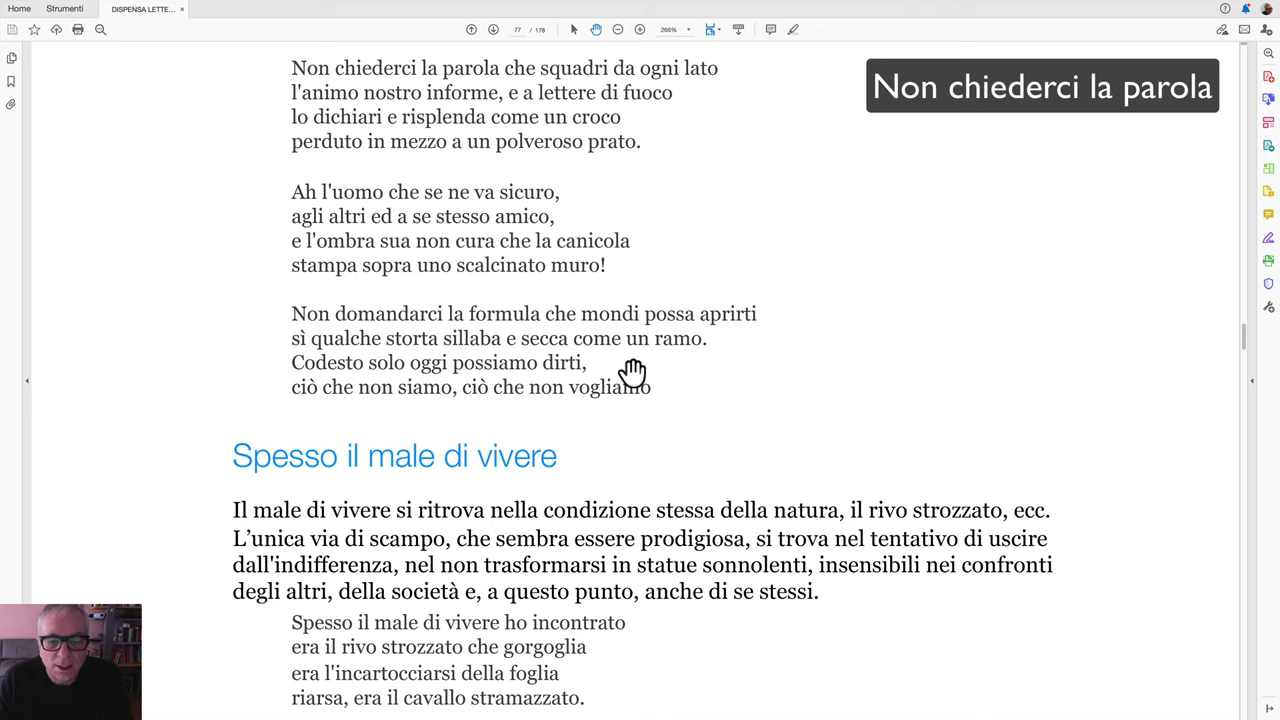 Home
Strumenti
DISPENSA LETTE...
×
77 / 178
266%
Non chiederci la parola
Non chiederci la parola che squadri da ogni lato
l'animo nostro informe, e a lettere di fuoco
lo dichiari e risplenda come un croco
perduto in mezzo a un polveroso prato.
Ah l'uomo che se ne va sicuro,
agli altri ed a se stesso amico,
e l'ombra sua non cura che la canicola
stampa sopra uno scalcinato muro!
Non domandarci la formula che mondi possa aprirti
sì qualche storta sillaba e secca come un ramo.
Codesto solo oggi possiamo dirti,
ciò che non siamo, ciò che non vogliamo
Spesso il male di vivere
Il male di vivere si ritrova nella condizione stessa della natura, il rivo strozzato, ecc.
L’unica via di scampo, che sembra essere prodigiosa, si trova nel tentativo di uscire
dall'indifferenza, nel non trasformarsi in statue sonnolenti, insensibili nei confronti
degli altri, della società e, a questo punto, anche di se stessi.
Spesso il male di vivere ho incontrato
era il rivo strozzato che gorgoglia
era l'incartocciarsi della foglia
riarsa, era il cavallo stramazzato.